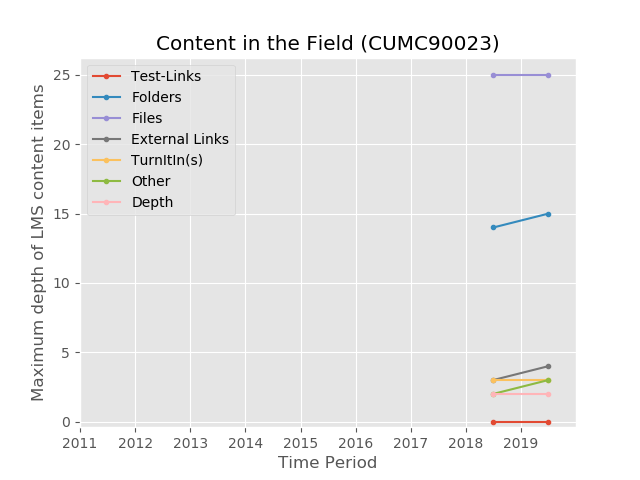 Content in the Field (CUMC90023)
Test-Links
Folders
Files
External Links
TurnItIn(s)
Other
Depth
Maximum depth of LMS content items
25
20
15
10
5
0
2011 2012 2013 2014 2015 2016 2017 2018 2019
Time Period